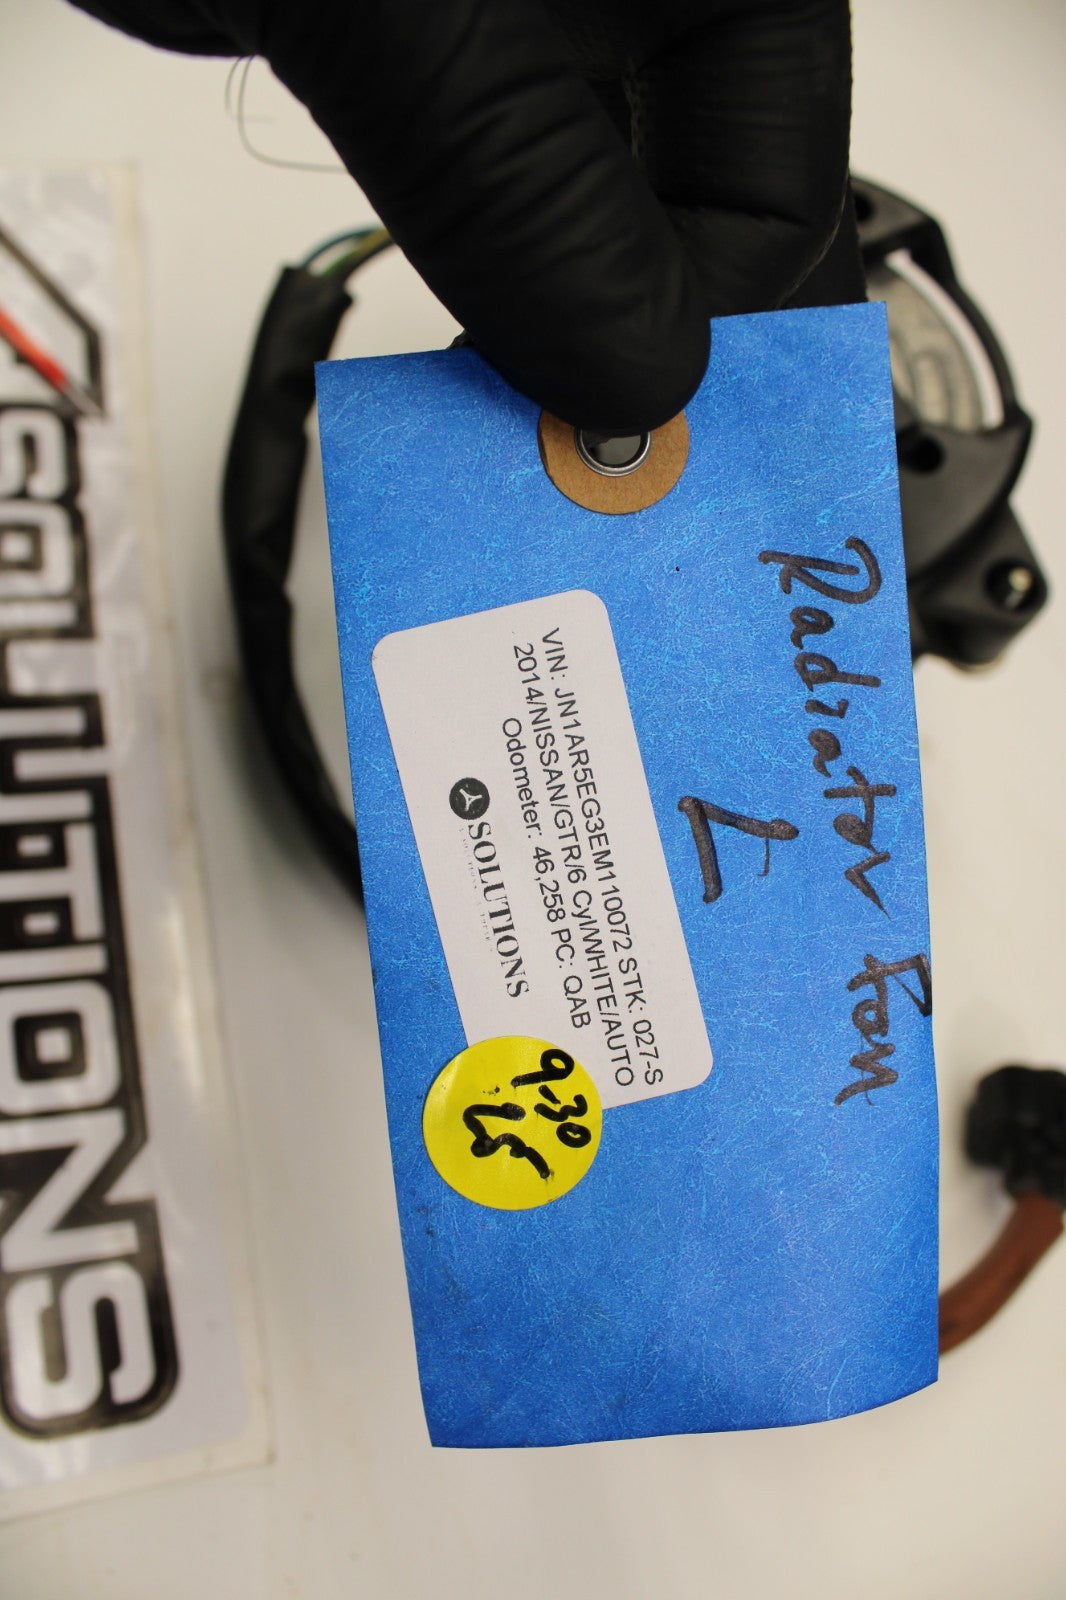 Radiator Fan
L
VIN: JN1AR5EG3EM110072 STK: 027-S
2014/NISSAN/GTR/6 Cyl/WHITE/AUTO
Odometer: 46,258 PC: QAB
SOLUTIONS
9-30
SOLUTIONS